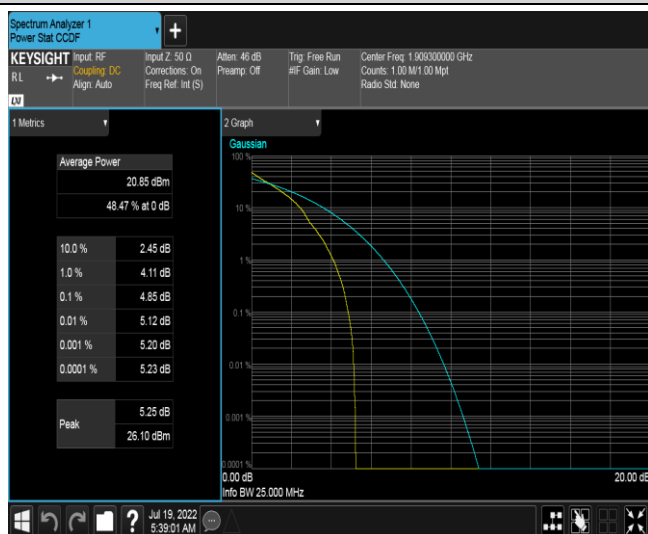 Spectrum Analyzer 1
Power Stat CCDF
+
KEYSIGHT
RL
LXI
Input: RF
Coupling: DC
Align: Auto
Input Z: 50 Ω
Corrections: On
Freq Ref: Int (S)
Atten: 46 dB
Preamp: Off
Trig: Free Run
#IF Gain: Low
Center Freq: 1.909300000 GHz
Counts: 1.00 M/1.00 Mpt
Radio Std: None
1 Metrics
Average Power
20.85 dBm
48.47 % at 0 dB
10.0 % 2.45 dB
1.0 % 4.11 dB
0.1 % 4.85 dB
0.01 % 5.12 dB
0.001 % 5.20 dB
0.0001 % 5.23 dB
Peak 5.25 dB
26.10 dBm
2 Graph
Gaussian
100 %
10 %
1 %
0.1 %
0.01 %
0.001 %
0.0001 %
0.00 dB 20.00 dB
Info BW 25.000 MHz
?
Jul 19, 2022
5:39:01 AM